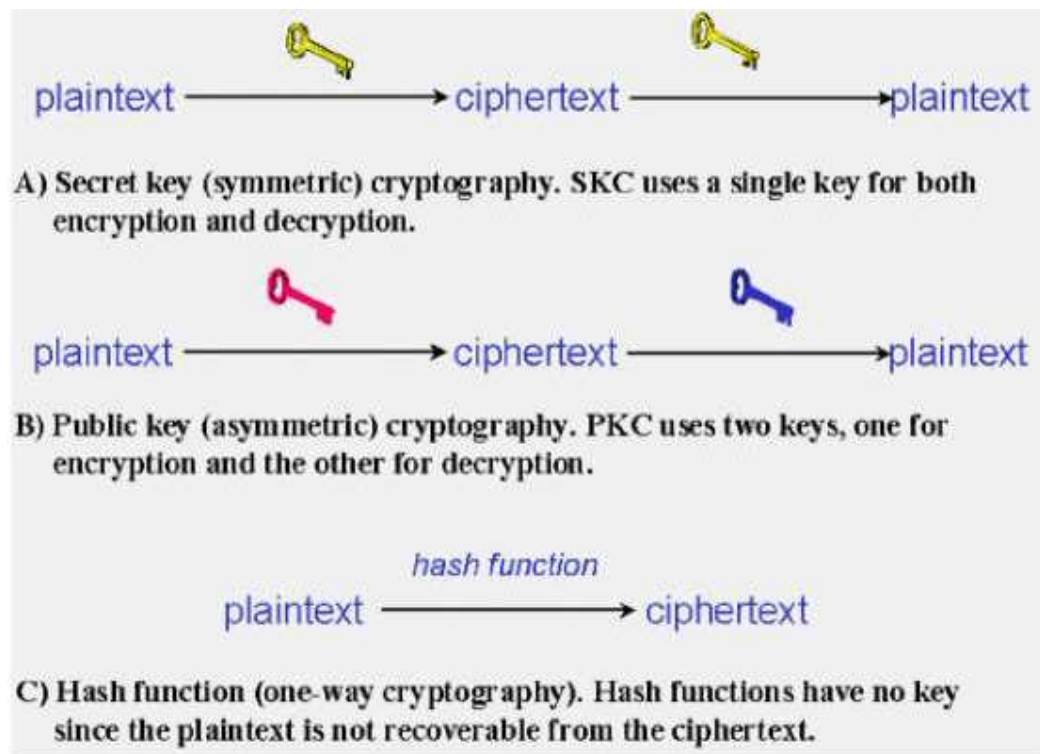 plaintext ciphertext plaintext
A) Secret key (symmetric) cryptography. SKC uses a single key for both
encryption and decryption.
plaintext ciphertext plaintext
B) Public key (asymmetric) cryptography. PKC uses two keys, one for
encryption and the other for decryption.
hash function
plaintext ciphertext
C) Hash function (one-way cryptography). Hash functions have no key
since the plaintext is not recoverable from the ciphertext.